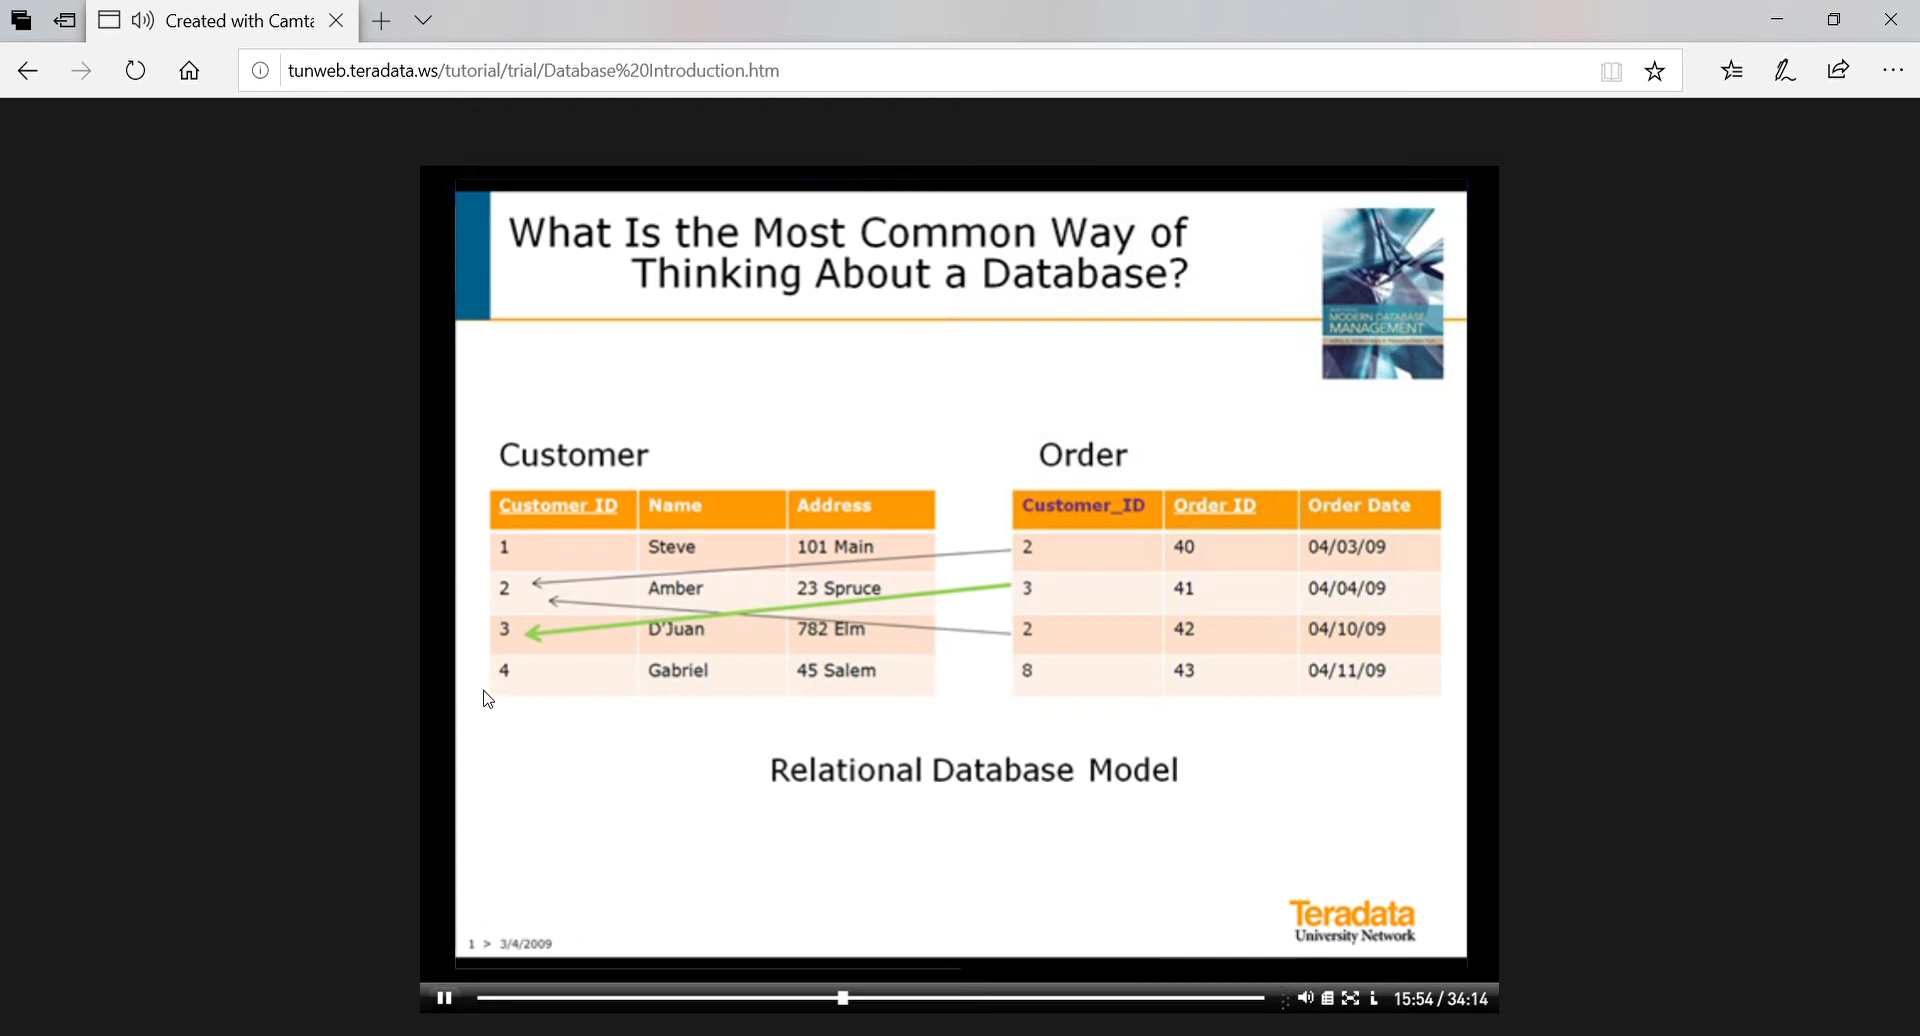 Created with Camta
tunweb.teradata.ws/tutorial/trial/Database%20Introduction.htm
What Is the Most Common Way of
Thinking About a Database?
MODERN DATABASE
MANAGEMENT
Customer
Order
Customer ID Name Address
Customer_ID Order ID Order Date
1 Steve 101 Main
2 40 04/03/09
2 Amber 23 Spruce
3 41 04/04/09
3 D'Juan 782 Elm
2 42 04/10/09
4 Gabriel 45 Salem
8 43 04/11/09
Relational Database Model
Teradata
University Network
1 > 3/4/2009
15:54 / 34:14